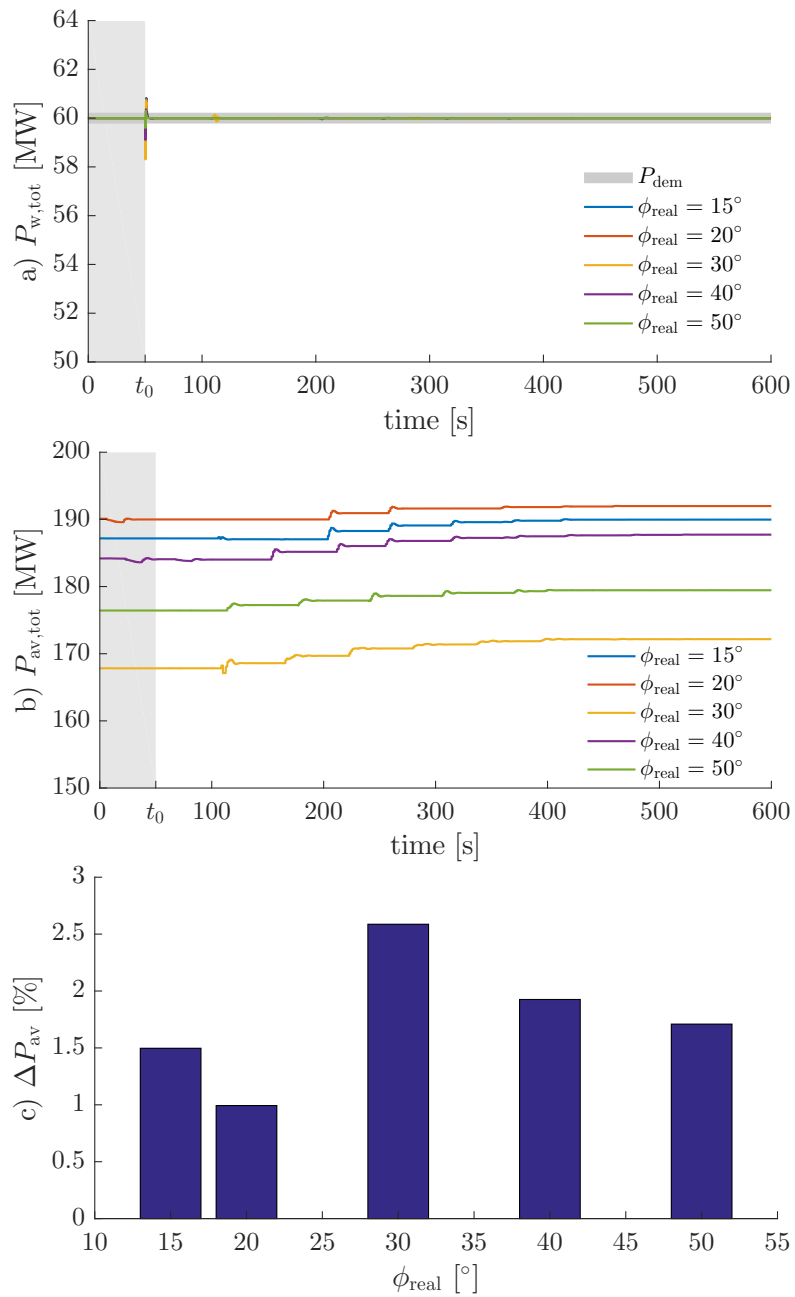 64
62
60
58
56
54
52
50
a) P_w,tot [MW]
P_dem
ϕ_real = 15°
ϕ_real = 20°
ϕ_real = 30°
ϕ_real = 40°
ϕ_real = 50°
0 t_0 100 200 300 400 500 600
time [s]
200
190
180
170
160
150
b) P_av,tot [MW]
ϕ_real = 15°
ϕ_real = 20°
ϕ_real = 30°
ϕ_real = 40°
ϕ_real = 50°
0 t_0 100 200 300 400 500 600
time [s]
3
2.5
2
1.5
1
0.5
0
c) ΔP_av [%]
10 15 20 25 30 35 40 45 50 55
ϕ_real [°]